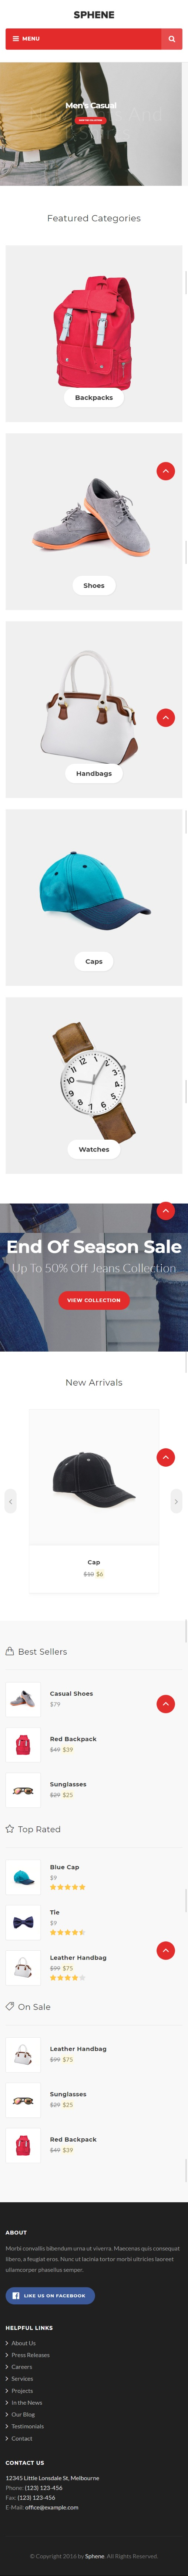 SPHENE
MENU
Men's Casual
Featured Categories
Backpacks
Shoes
Handbags
Caps
Watches
End Of Season Sale
Up To 50% Off Jeans Collection
VIEW COLLECTION
New Arrivals
Cap
$10 $6
Best Sellers
Casual Shoes
$79
Red Backpack
$49 $39
Sunglasses
$29 $25
Top Rated
Blue Cap
$9
Tie
$9
Leather Handbag
$99 $75
On Sale
Leather Handbag
$99 $75
Sunglasses
$29 $25
Red Backpack
$49 $39
ABOUT
Morbi convallis bibendum urna ut viverra. Maecenas quis consequat
libero, a feugiat eros. Nunc ut lacinia tortor morbi ultricies laoreet
ullamcorper phasellus semper.
LIKE US ON FACEBOOK
HELPFUL LINKS
About Us
Press Releases
Careers
Services
Projects
In the News
Our Blog
Testimonials
Contact
CONTACT US
12345 Little Lonsdale St, Melbourne
Phone: (123) 123-456
Fax: (123) 123-456
E-Mail: office@example.com
© Copyright 2016 by Sphene. All Rights Reserved.